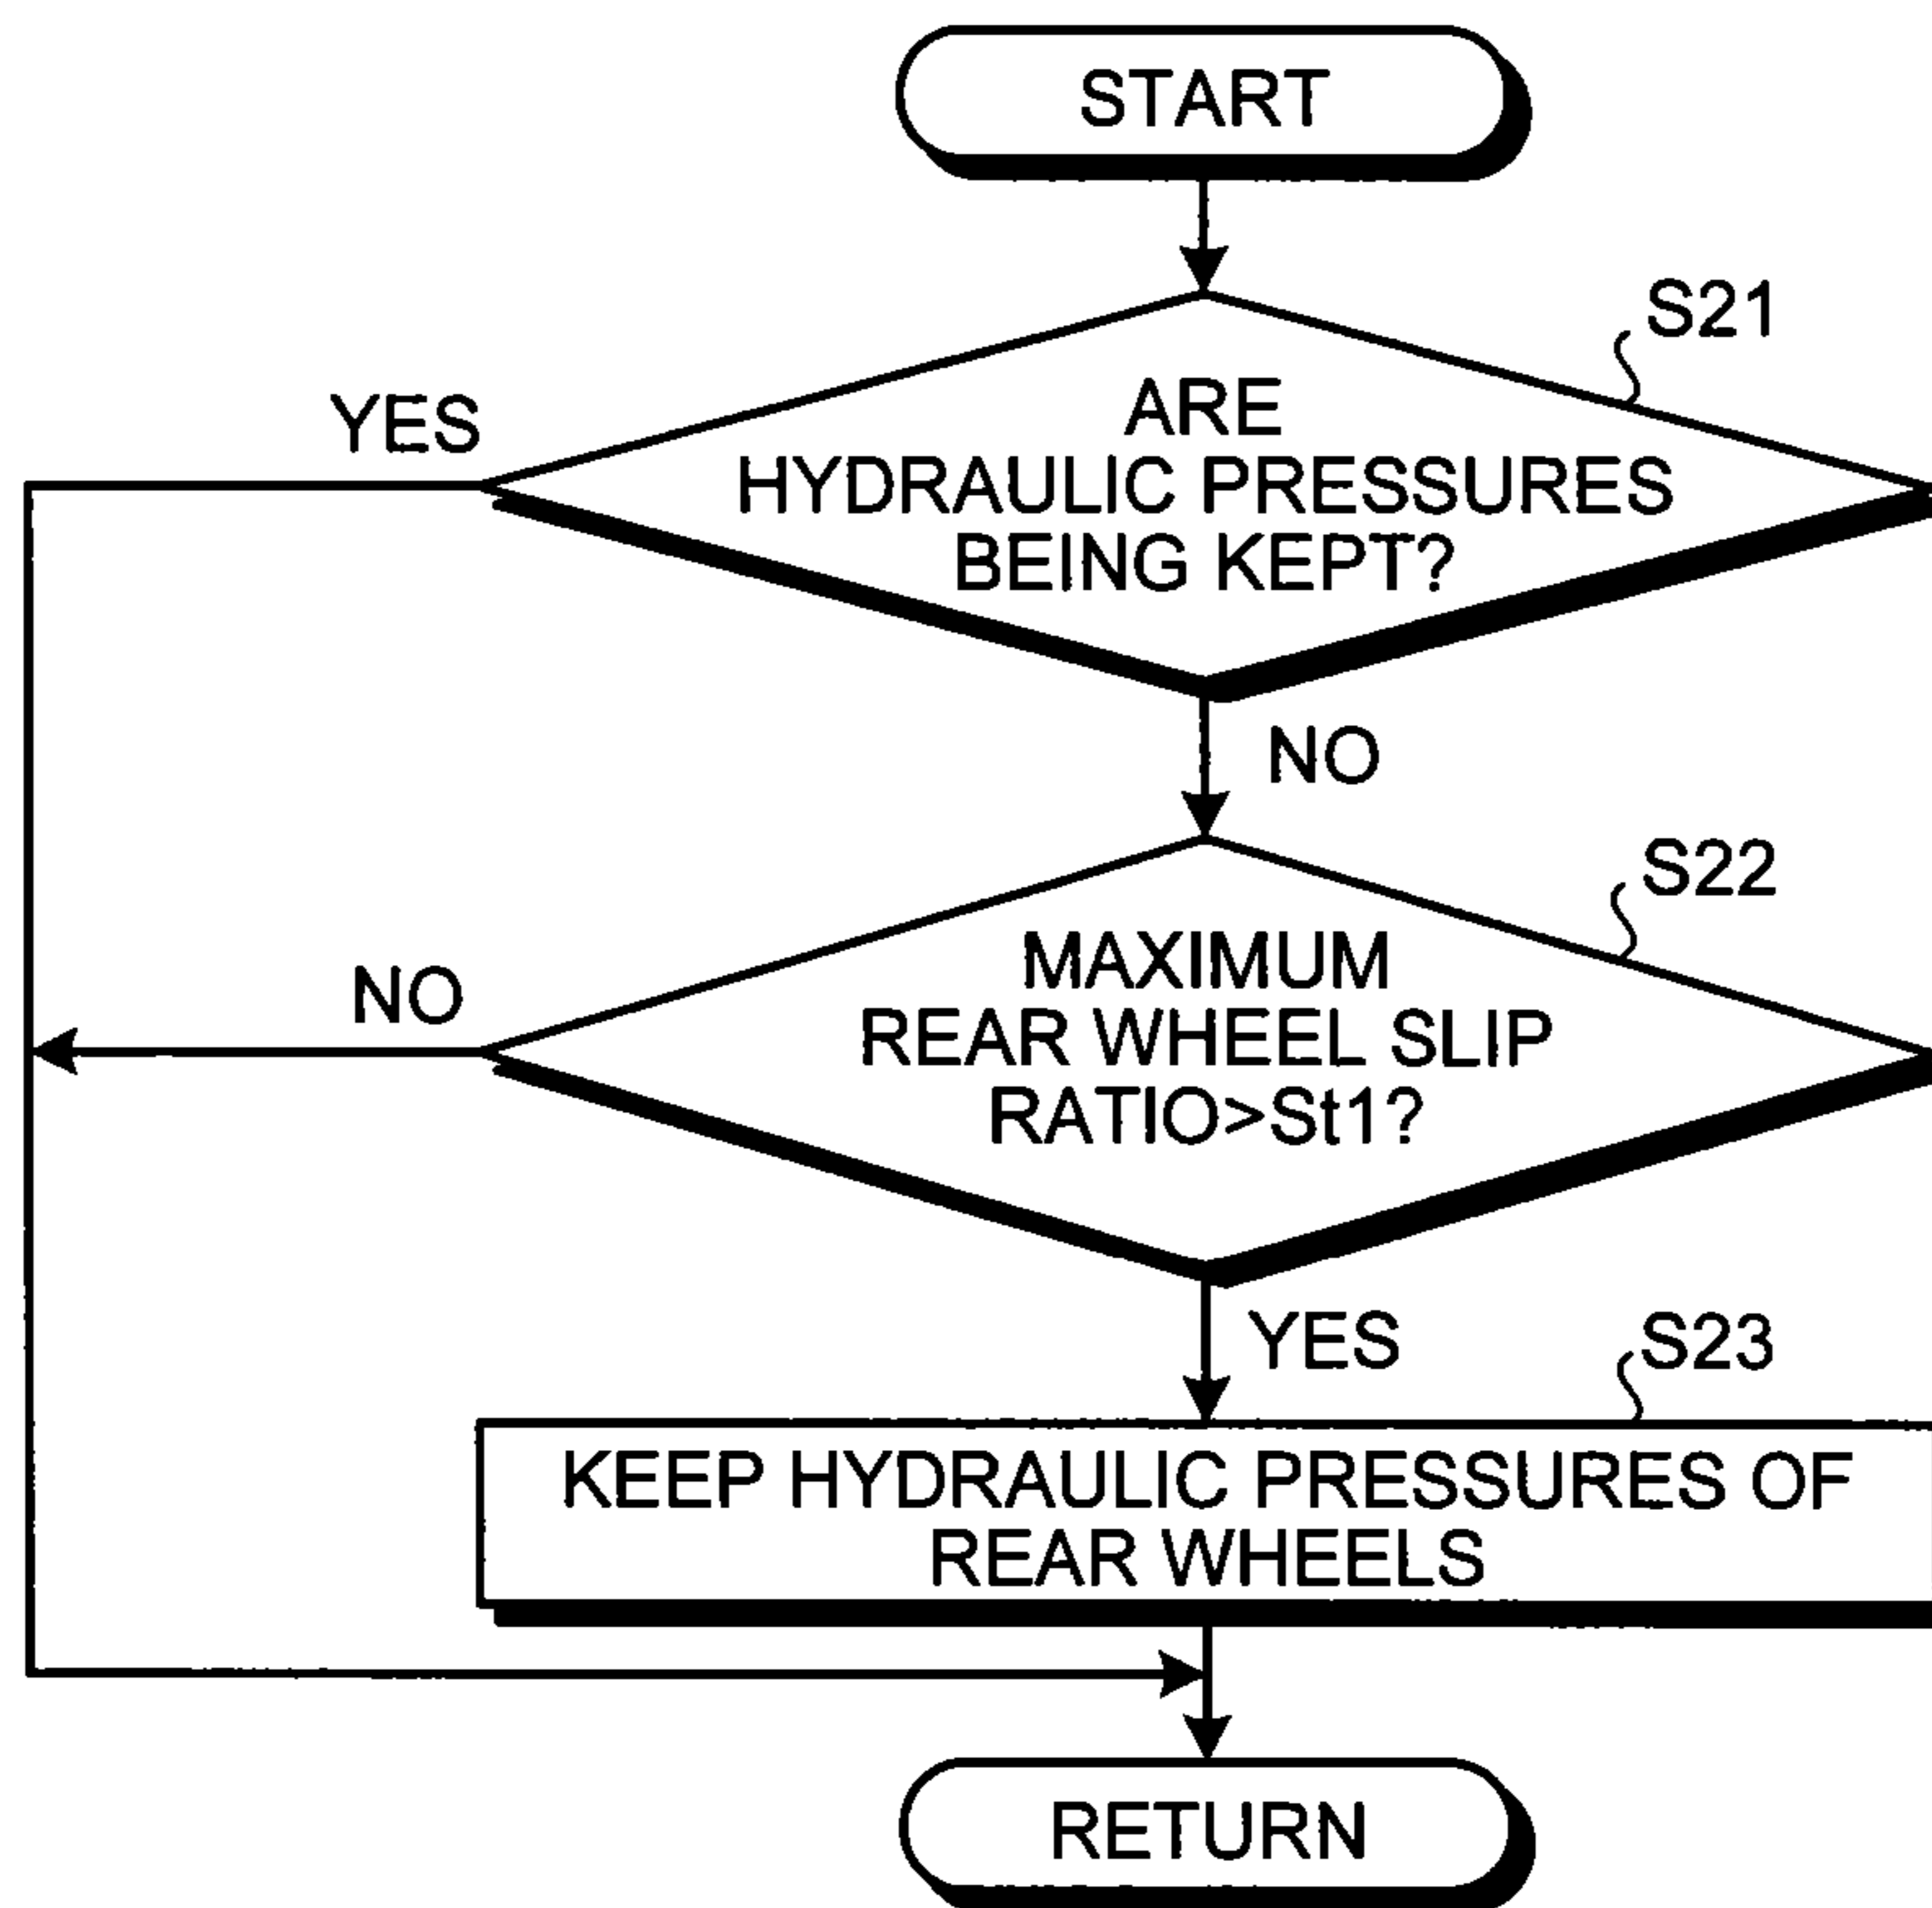 START
S21
YES
ARE
HYDRAULIC PRESSURES
BEING KEPT?
NO
S22
NO
MAXIMUM
REAR WHEEL SLIP
RATIO>St1?
YES
S23
KEEP HYDRAULIC PRESSURES OF
REAR WHEELS
RETURN